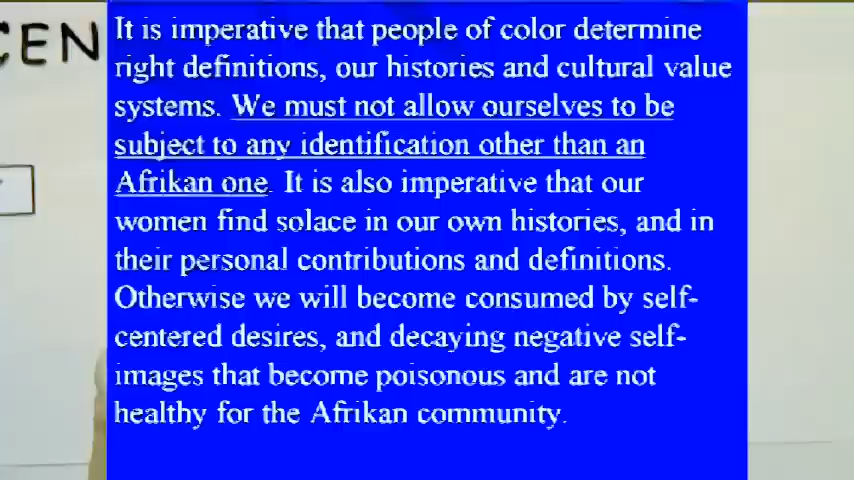 CEN
It is imperative that people of color determine
right definitions, our histories and cultural value
systems. We must not allow ourselves to be
subject to any identification other than an
Afrikan one. It is also imperative that our
women find solace in our own histories, and in
their personal contributions and definitions.
Otherwise we will become consumed by self-
centered desires, and decaying negative self-
images that become poisonous and are not
healthy for the Afrikan community.